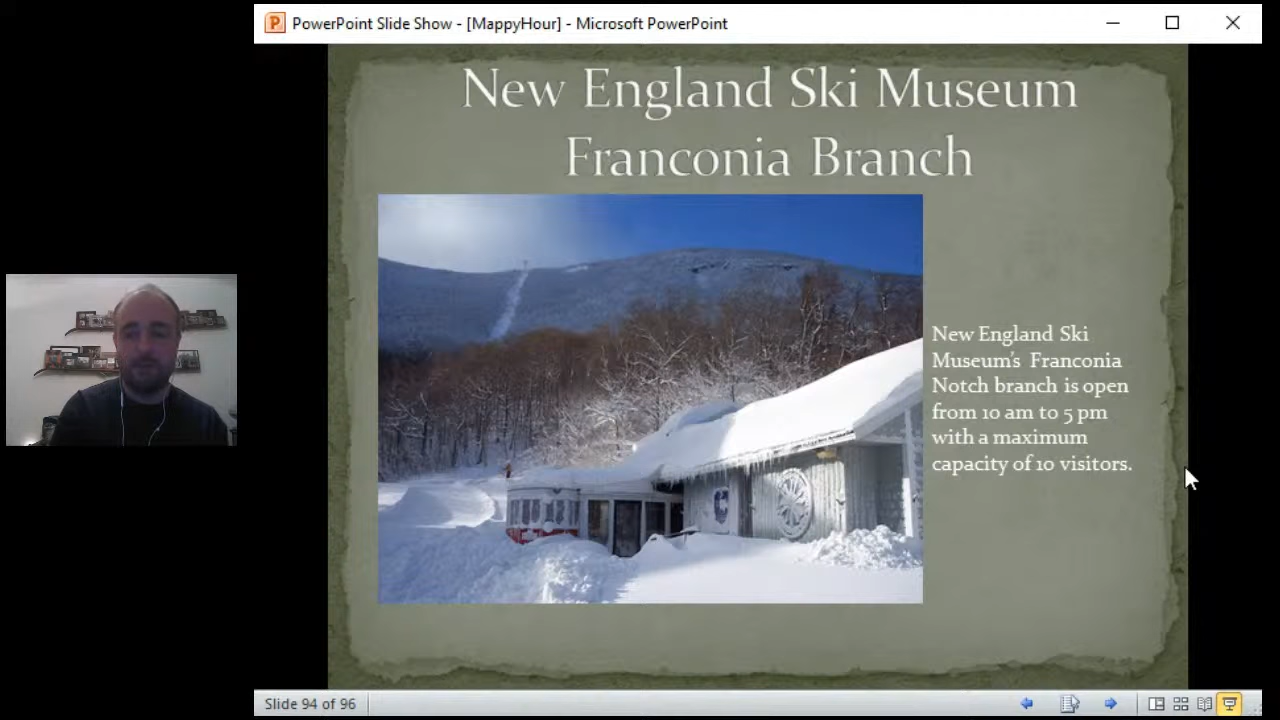 PowerPoint Slide Show - [MappyHour] - Microsoft PowerPoint
New England Ski Museum
Franconia Branch
New England Ski
Museum's Franconia
Notch branch is open
from 10 am to 5 pm
with a maximum
capacity of 10 visitors.
Slide 94 of 96